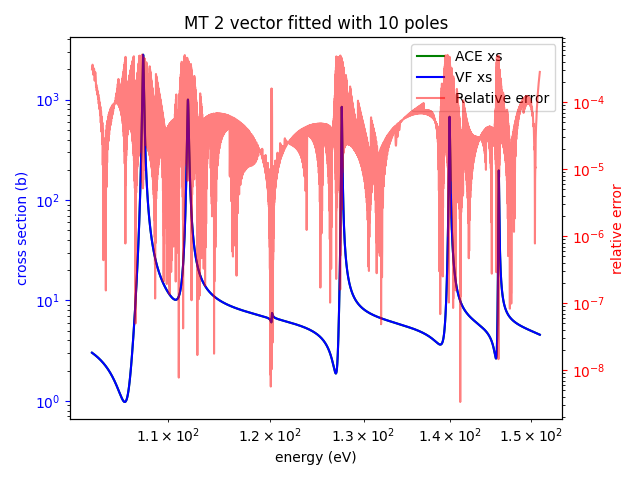 MT 2 vector fitted with 10 poles
ACE xs
VF xs
Relative error
10³
10²
10¹
10⁰
cross section (b)
10⁻⁴
10⁻⁵
10⁻⁶
10⁻⁷
10⁻⁸
relative error
1.1 × 10²
1.2 × 10²
1.3 × 10²
1.4 × 10²
1.5 × 10²
energy (eV)